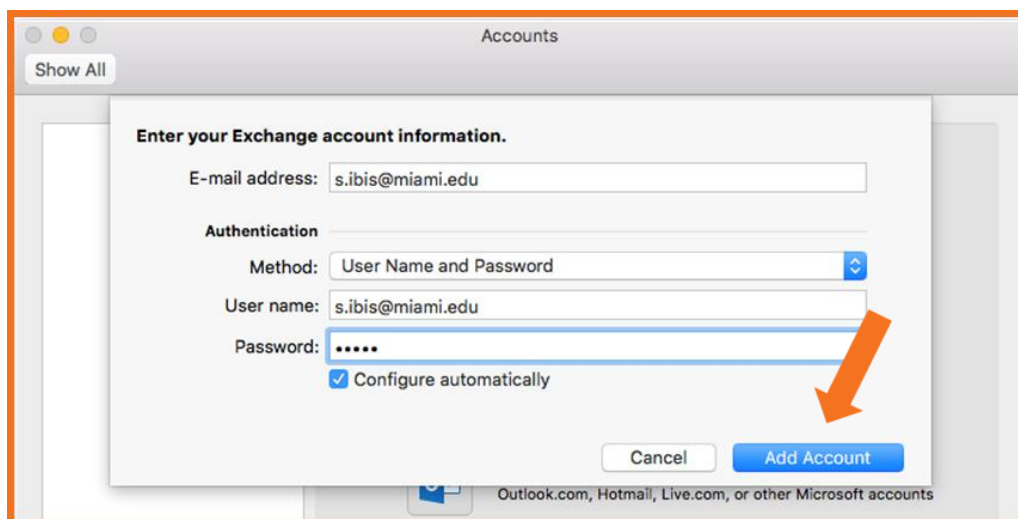 Accounts
Show All
Enter your Exchange account information.
E-mail address: s.ibis@miami.edu
Authentication
Method: User Name and Password
User name: s.ibis@miami.edu
Password: •••••
Configure automatically
Cancel Add Account
Outlook.com, Hotmail, Live.com, or other Microsoft accounts